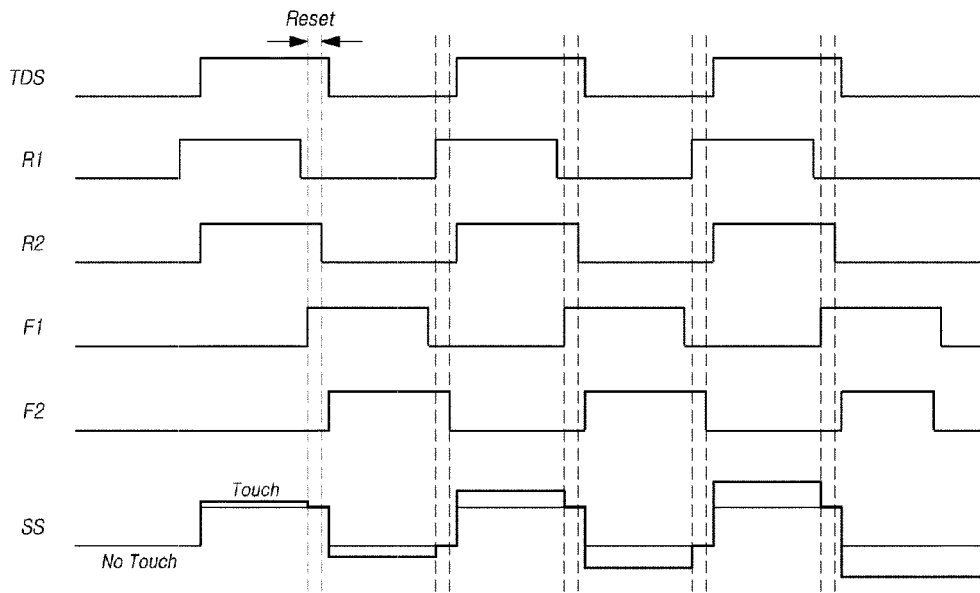 Reset
TDS
R1
R2
F1
F2
Touch
SS
No Touch